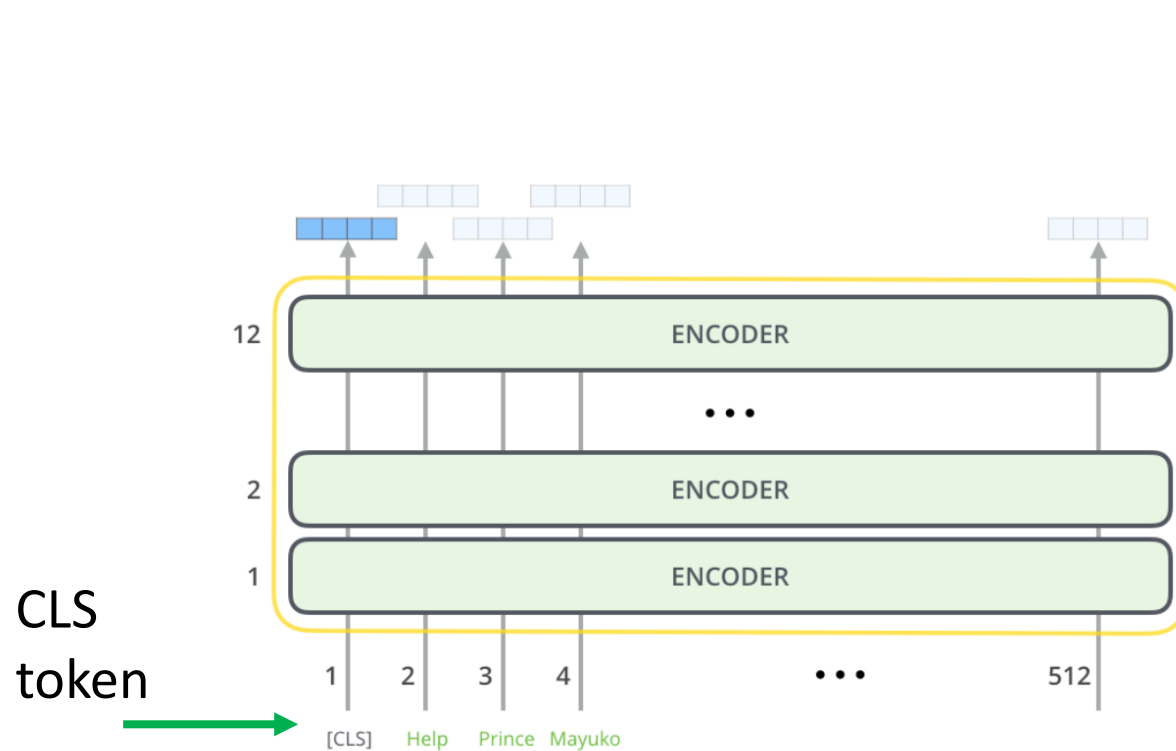 12
ENCODER
...
2
ENCODER
1
ENCODER
CLS
token
1 2 3 4 ... 512
[CLS] Help Prince Mayuko